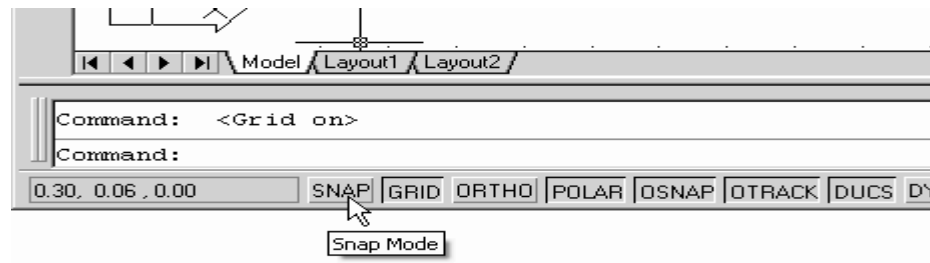 Model Layout1 Layout2
Command: <Grid on>
Command:
0.30, 0.06 , 0.00 SNAP GRID ORTHO POLAR OSNAP OTRACK DUCS DY
Snap Mode